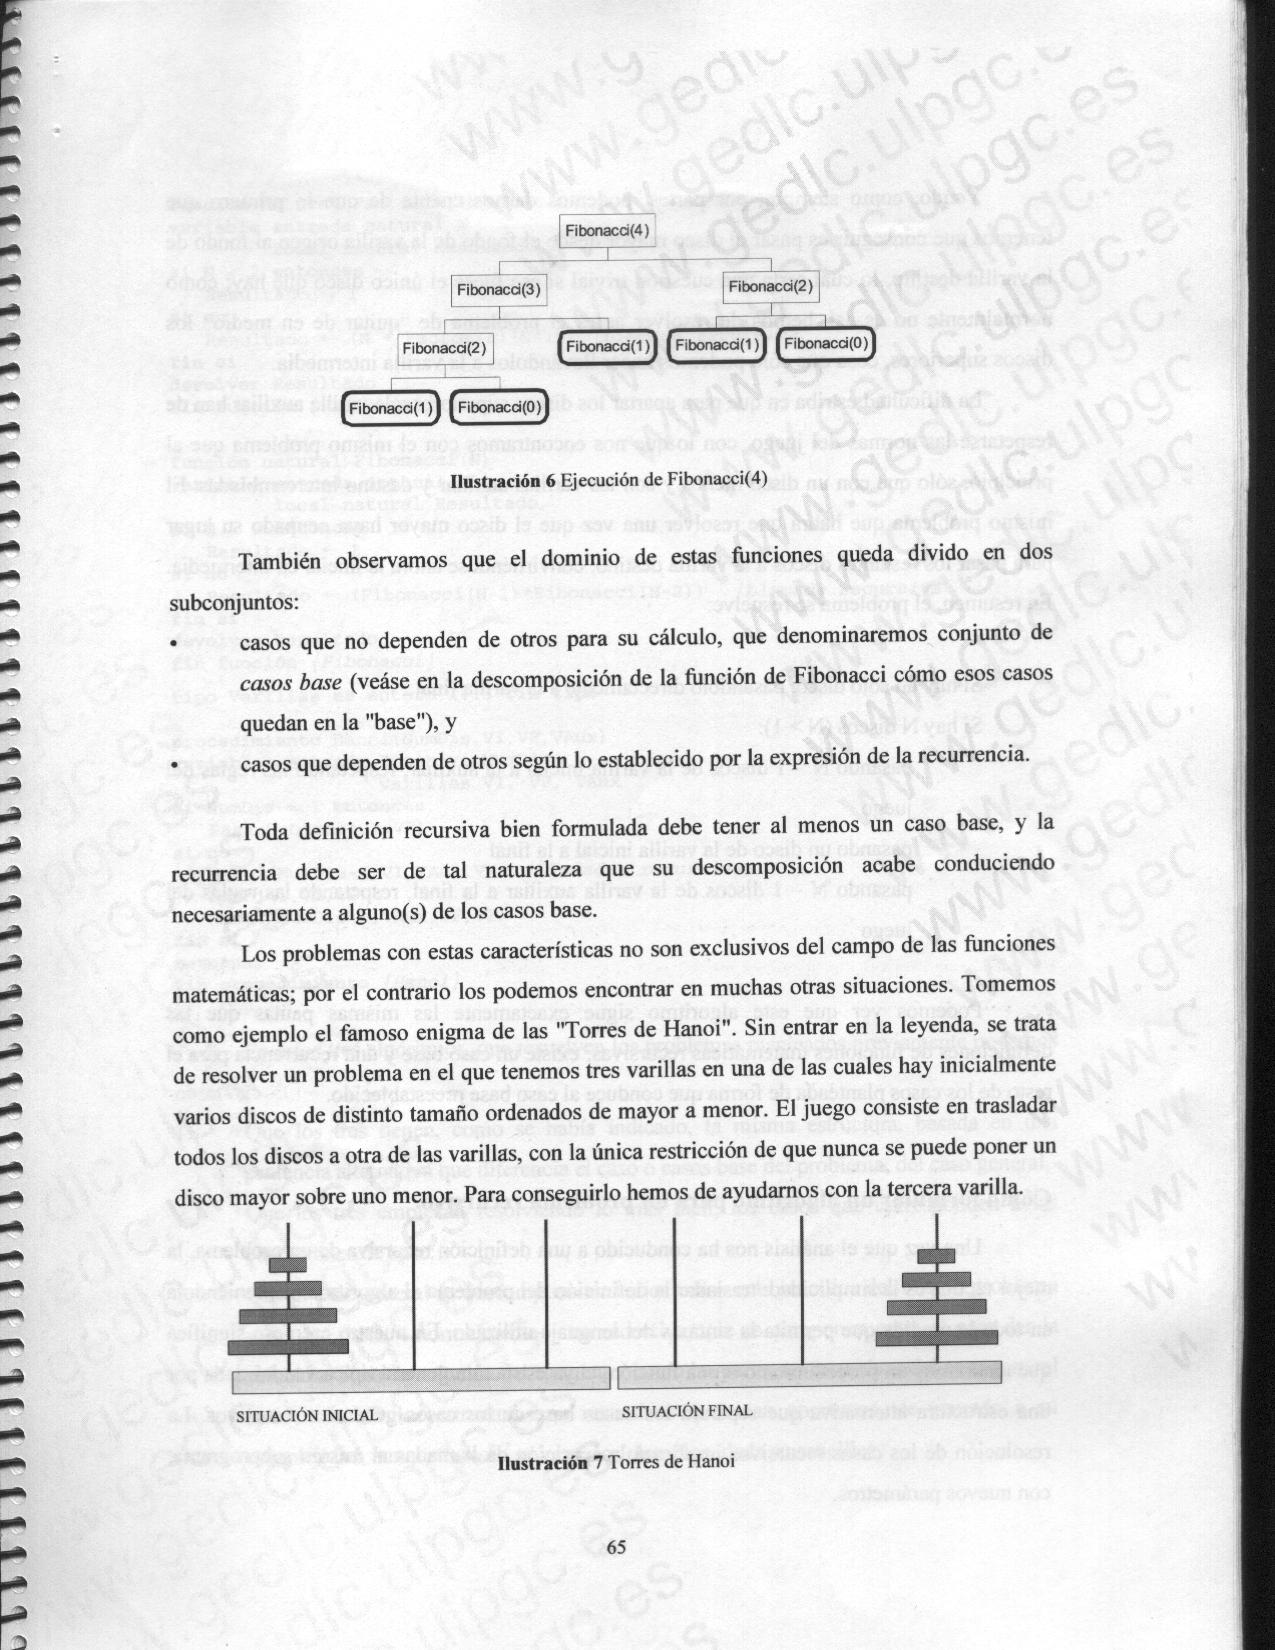 Fibonacci(4)
Fibonacci(3) Fibonacci(2)
Fibonacci(2) Fibonacci(1) Fibonacci(1) Fibonacci(0)
Fibonacci(1) Fibonacci(0)
Ilustración 6 Ejecución de Fibonacci(4)
También observamos que el dominio de estas funciones queda divido en dos
subconjuntos:
• casos que no dependen de otros para su cálculo, que denominaremos conjunto de
casos base (veáse en la descomposición de la función de Fibonacci cómo esos casos
quedan en la "base"), y
• casos que dependen de otros según lo establecido por la expresión de la recurrencia.
Toda definición recursiva bien formulada debe tener al menos un caso base, y la
recurrencia debe ser de tal naturaleza que su descomposición acabe conduciendo
necesariamente a alguno(s) de los casos base.
Los problemas con estas características no son exclusivos del campo de las funciones
matemáticas; por el contrario los podemos encontrar en muchas otras situaciones. Tomemos
como ejemplo el famoso enigma de las "Torres de Hanoi". Sin entrar en la leyenda, se trata
de resolver un problema en el que tenemos tres varillas en una de las cuales hay inicialmente
varios discos de distinto tamaño ordenados de mayor a menor. El juego consiste en trasladar
todos los discos a otra de las varillas, con la única restricción de que nunca se puede poner un
disco mayor sobre uno menor. Para conseguirlo hemos de ayudarnos con la tercera varilla.
SITUACIÓN INICIAL SITUACIÓN FINAL
Ilustración 7 Torres de Hanoi
65
www.gedlc.ulpgc.es